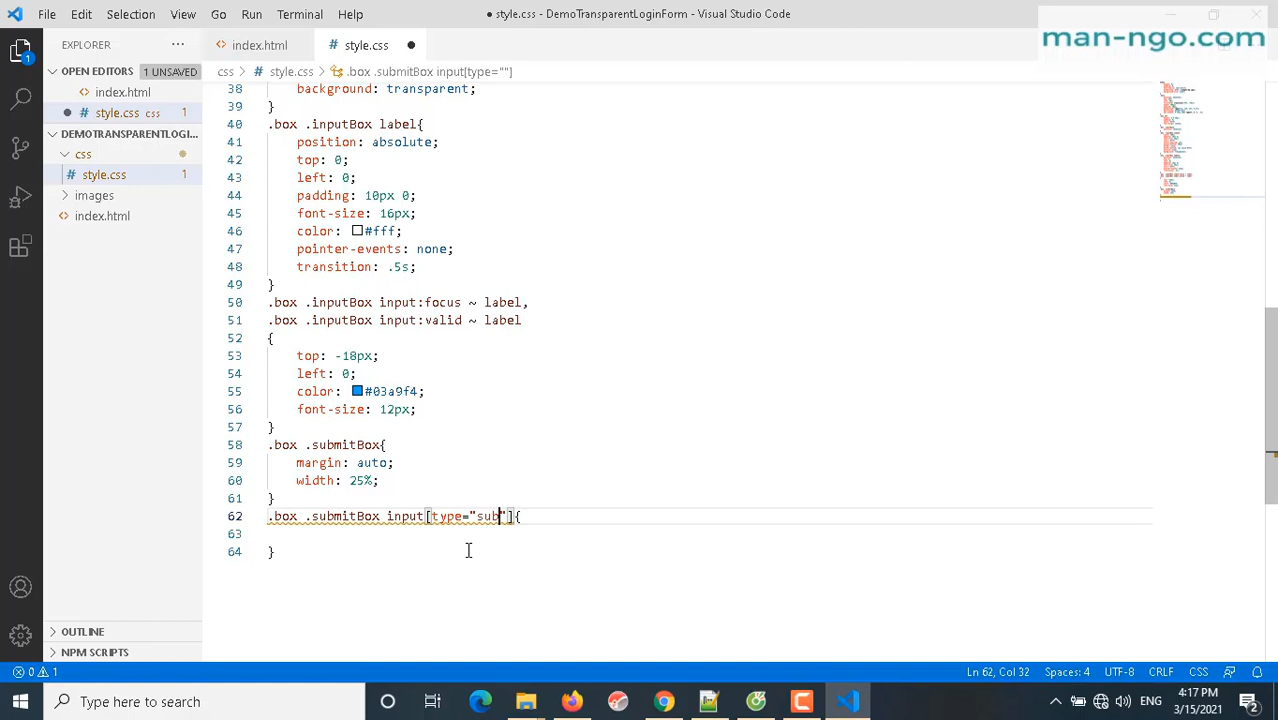 File Edit Selection View Go Run Terminal Help
● style.css - DemoTransparentLoginForm - Visual Studio Code
man-ngo.com
EXPLORER ···
index.html
# style.css ●
css > # style.css > .box .submitBox input[type=""]
1
OPEN EDITORS 1 UNSAVED
index.html
● # style.css css 1
DEMOTRANSPARENTLOGI...
css
# style.css 1
images
index.html
38 background: transparent;
39 }
40 .box .inputBox label{
41 position: absolute;
42 top: 0;
43 left: 0;
44 padding: 10px 0;
45 font-size: 16px;
46 color: #fff;
47 pointer-events: none;
48 transition: .5s;
49 }
50 .box .inputBox input:focus ~ label,
51 .box .inputBox input:valid ~ label
52 {
53 top: -18px;
54 left: 0;
55 color: #03a9f4;
56 font-size: 12px;
57 }
58 .box .submitBox{
59 margin: auto;
60 width: 25%;
61 }
62 .box .submitBox input[type="sub"]{
63
64 }
OUTLINE
NPM SCRIPTS
0 1
Ln 62, Col 32 Spaces: 4 UTF-8 CRLF CSS
Type here to search
ENG
4:17 PM
3/15/2021
2